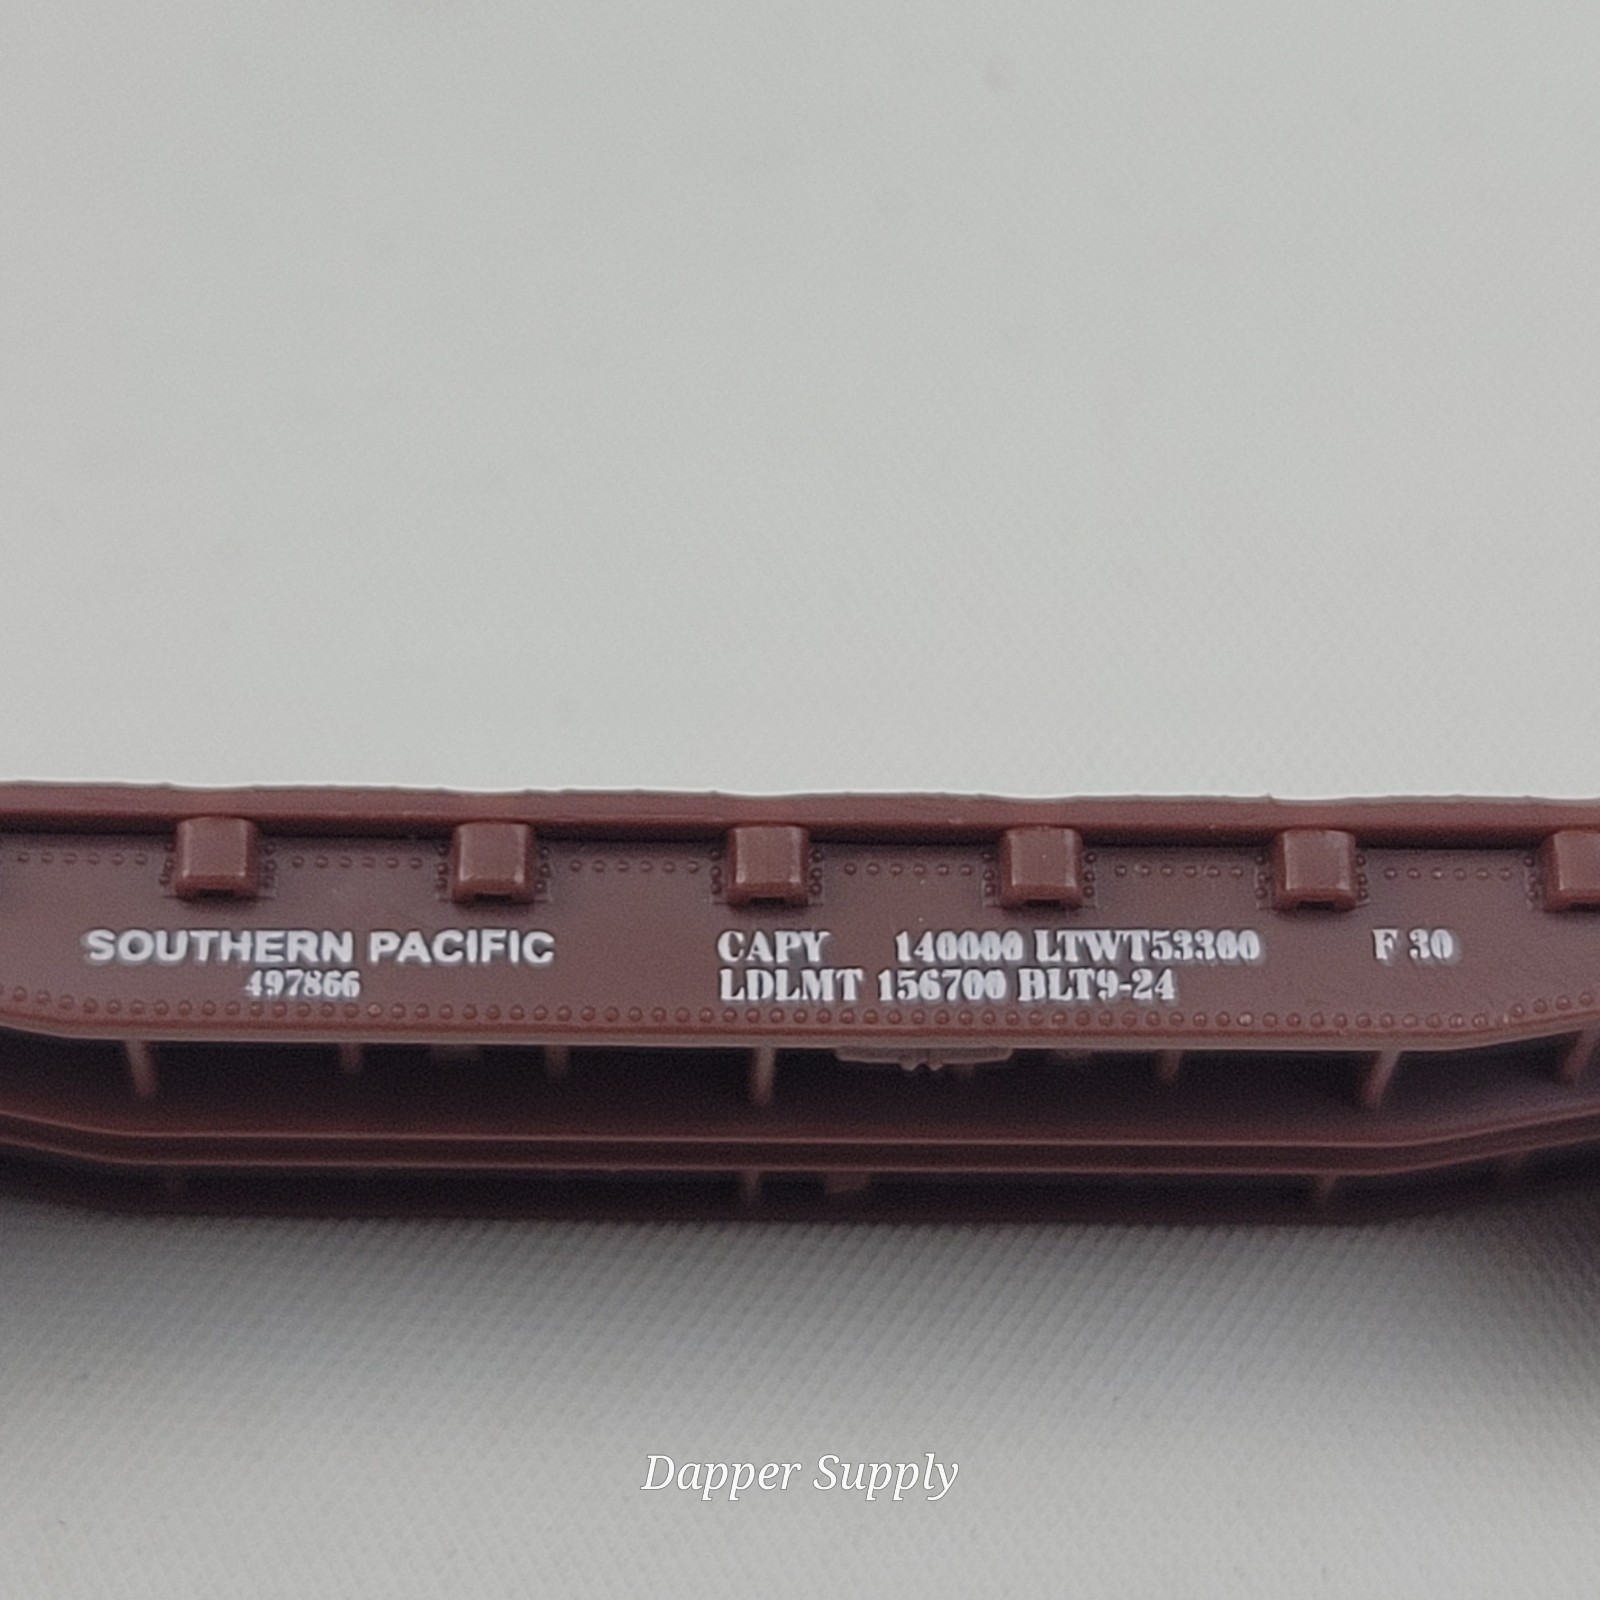 SOUTHERN PACIFIC
497866
CAPY 140000 LTWT53300
LDLMT 156700 BLT9-24
F 30
Dapper Supply